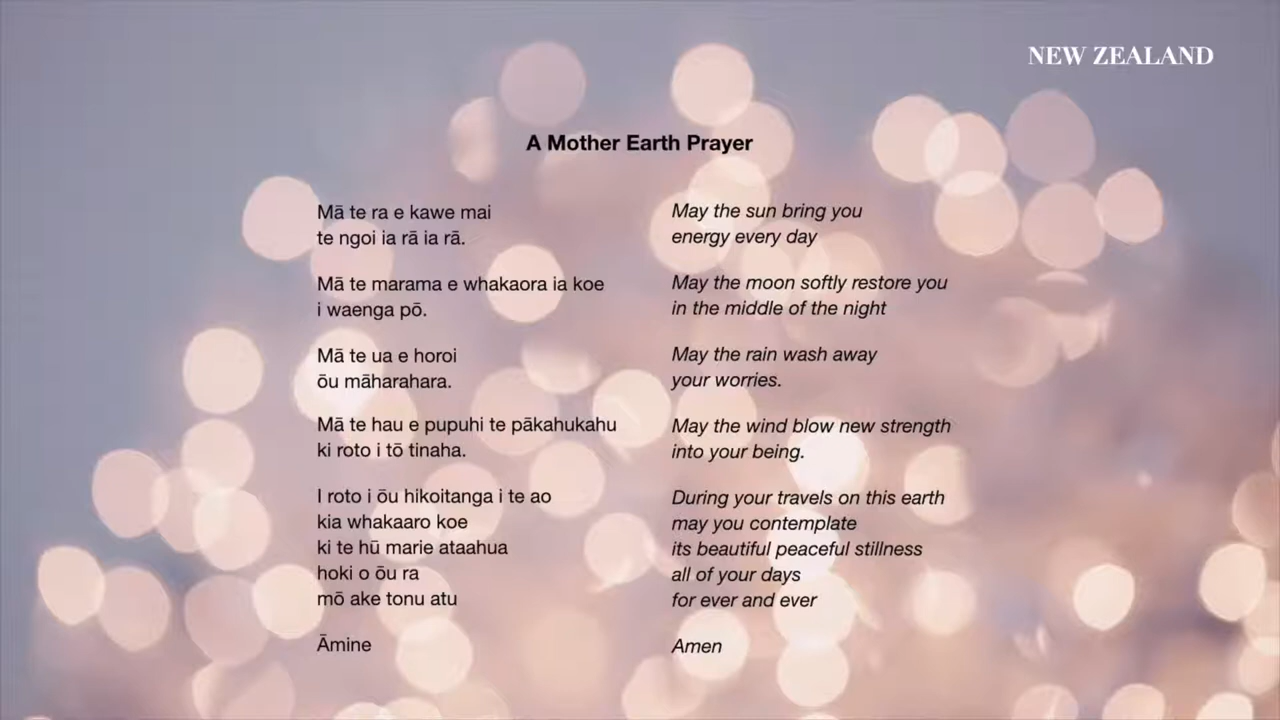 NEW ZEALAND
A Mother Earth Prayer
Mā te ra e kawe mai
te ngoi ia rā ia rā.
Mā te marama e whakaora ia koe
i waenga pō.
Mā te ua e horoi
ōu māharahara.
Mā te hau e pupuhi te pākahukahu
ki roto i tō tinaha.
I roto i ōu hikoitanga i te ao
kia whakaaro koe
ki te hū marie ataahua
hoki o ōu ra
mō ake tonu atu
Āmine
May the sun bring you
energy every day
May the moon softly restore you
in the middle of the night
May the rain wash away
your worries.
May the wind blow new strength
into your being.
During your travels on this earth
may you contemplate
its beautiful peaceful stillness
all of your days
for ever and ever
Amen